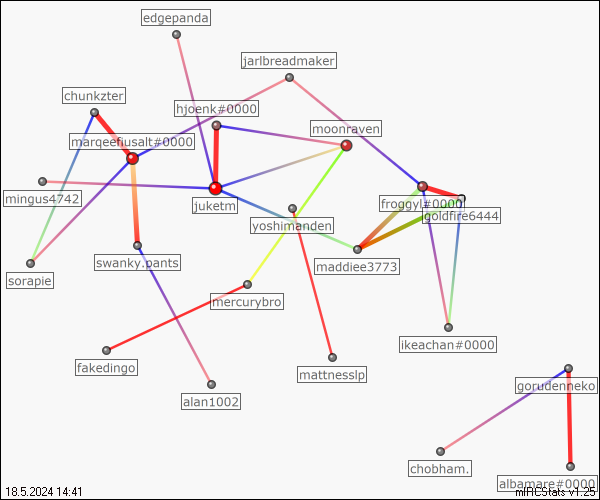 edgepanda
jarlbreadmaker
chunkzter
hjoenk#0000
moonraven
marqeefiusalt#0000
mingus4742
juketm
froggyl#0000
goldfire6444
yoshimanden
swanky.pants
maddiee3773
sorapie
mercurybro
ikeachan#0000
fakedingo
mattnesslp
alan1002
gorudenneko
chobham.
albamare#0000
18.5.2024 14:41
mIRCStats v1.25